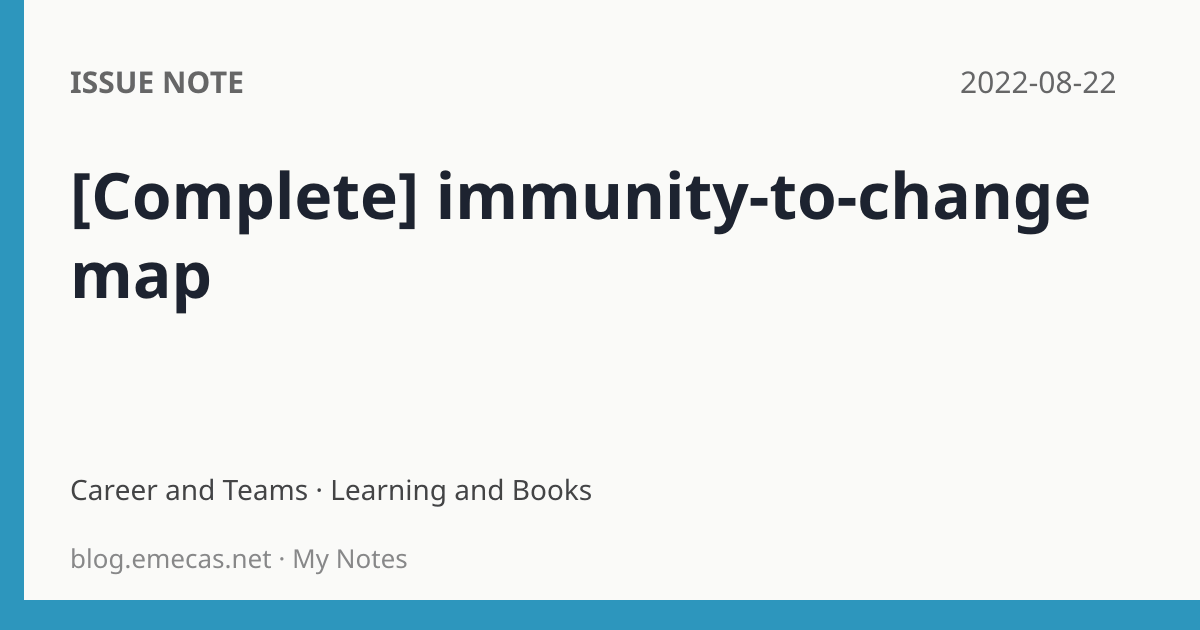 ISSUE NOTE
2022-08-22
[Complete] immunity-to-change
map
Career and Teams · Learning and Books
blog.emecas.net · My Notes